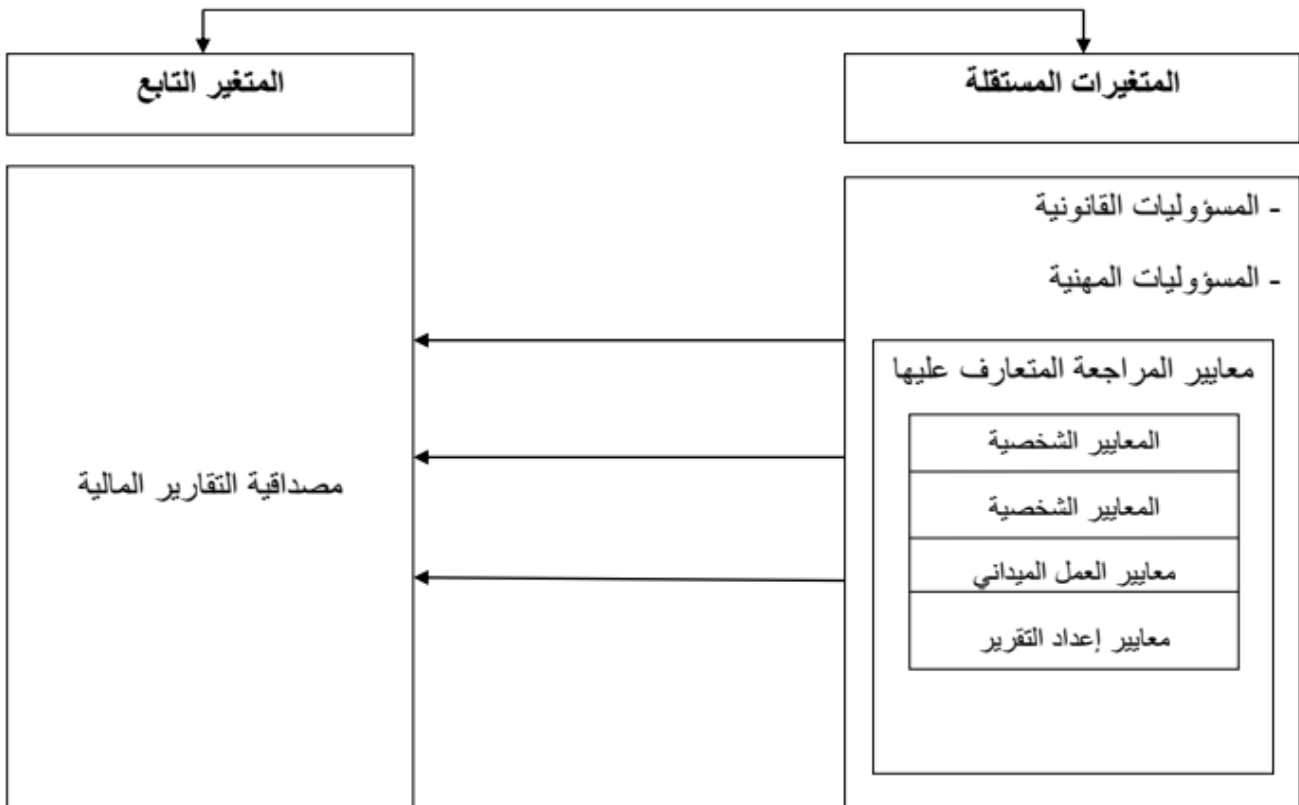 المتغيرات المستقلة
المتغير التابع
- المسؤوليات القانونية
- المسؤوليات المهنية
معايير المراجعة المتعارف عليها
المعايير الشخصية
المعايير الشخصية
معايير العمل الميداني
معايير إعداد التقرير
مصداقية التقارير المالية